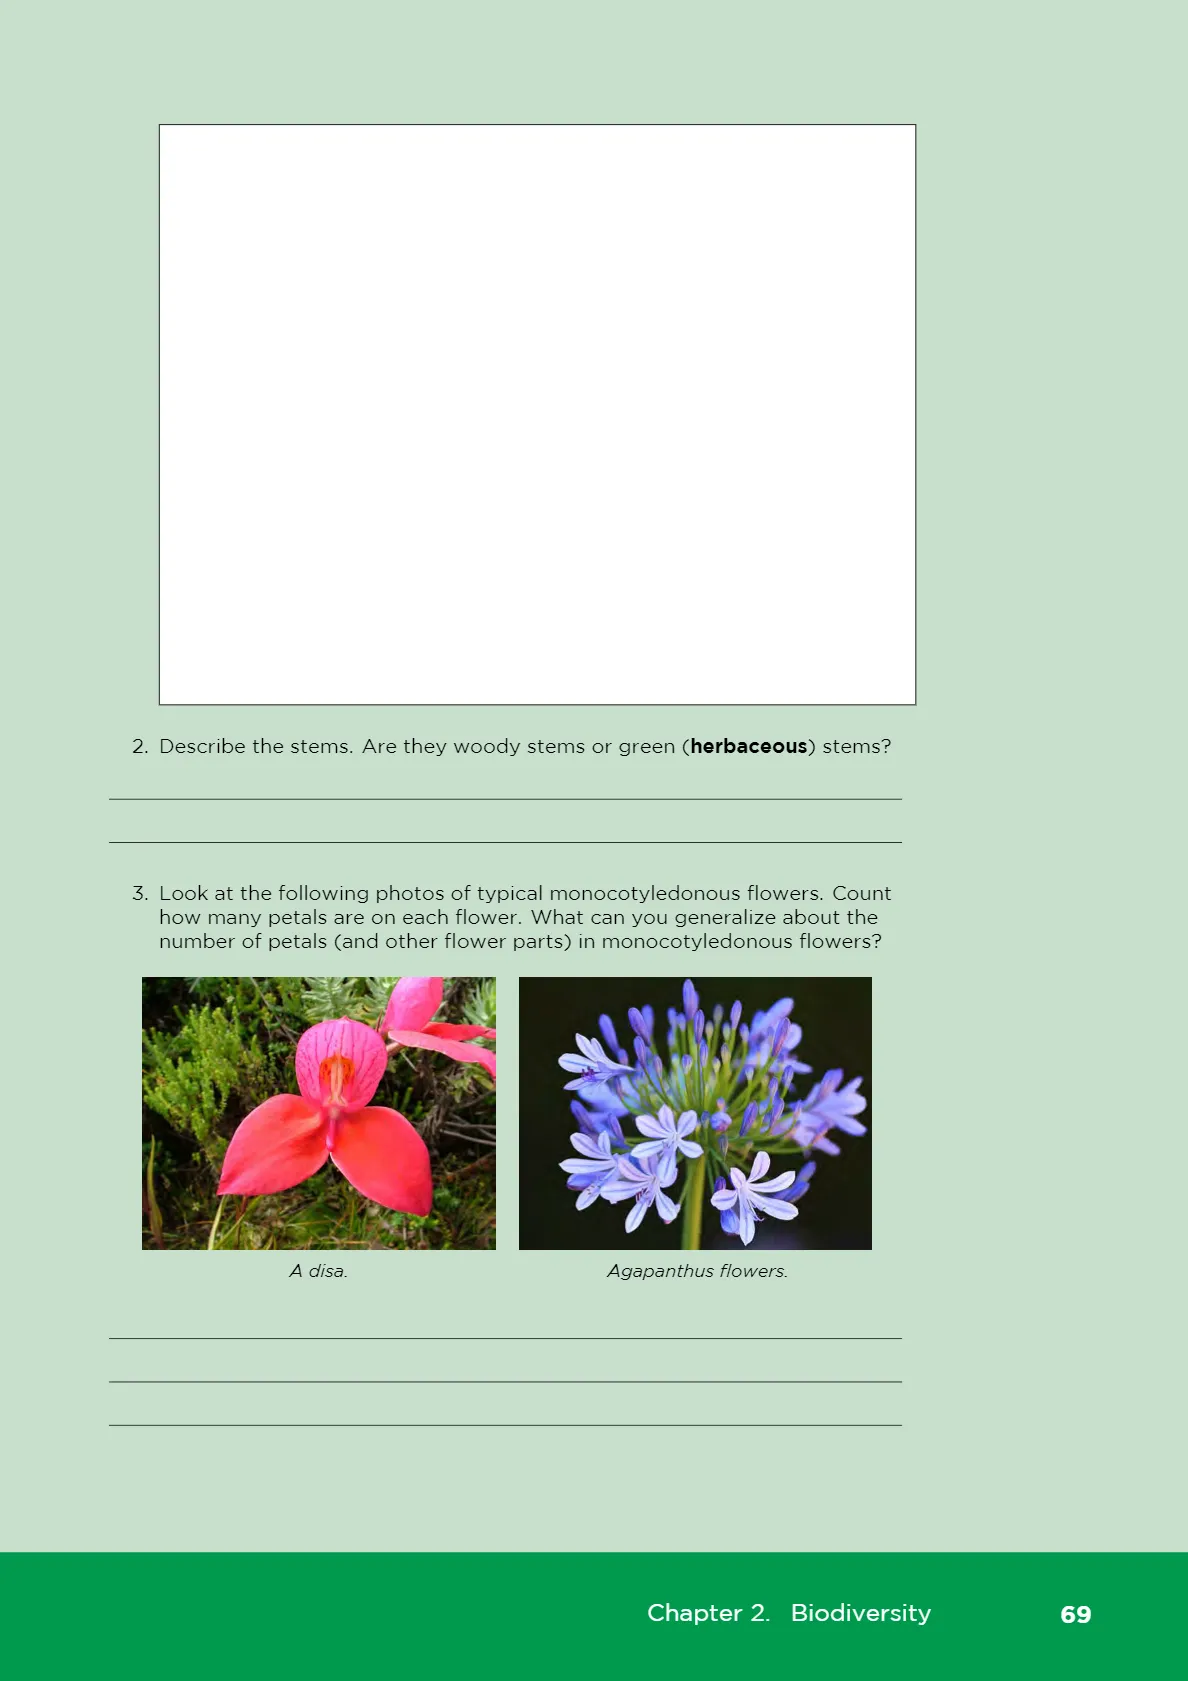 2. Describe the stems. Are they woody stems or green (herbaceous) stems?
3. Look at the following photos of typical monocotyledonous flowers. Count
how many petals are on each flower. What can you generalize about the
number of petals (and other flower parts) in monocotyledonous flowers?
A disa.
Agapanthus flowers.
Chapter 2. Biodiversity 69